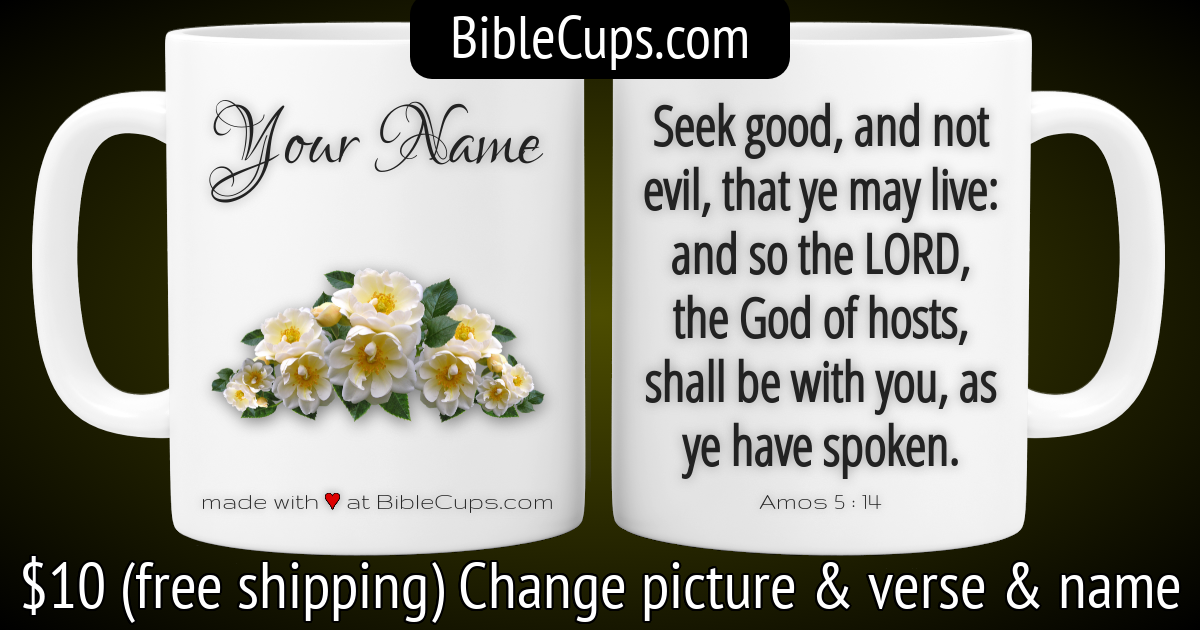 BibleCups.com
Your Name
made with ♥ at BibleCups.com
Seek good, and not
evil, that ye may live:
and so the LORD,
the God of hosts,
shall be with you, as
ye have spoken.
Amos 5 : 14
$10 (free shipping) Change picture & verse & name